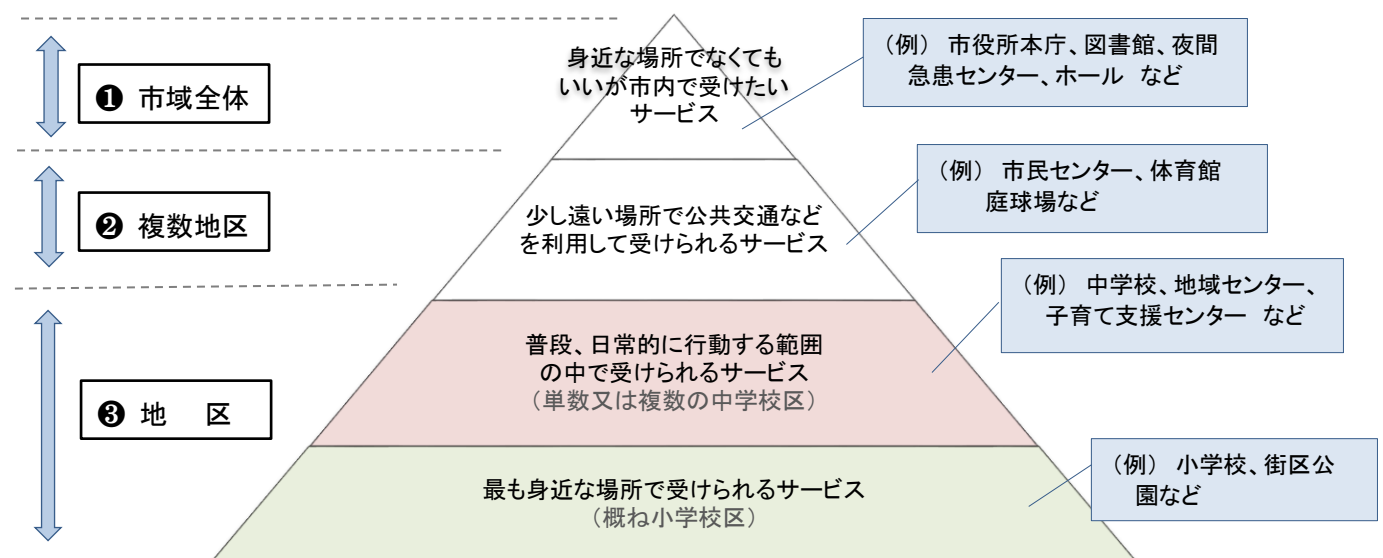 ❶ 市域全体
身近な場所でなくても
いいが市内で受けたい
サービス
（例） 市役所本庁、図書館、夜間
急患センター、ホール など
❷ 複数地区
少し遠い場所で公共交通など
を利用して受けられるサービス
（例） 市民センター、体育館
庭球場など
❸ 地 区
普段、日常的に行動する範囲
の中で受けられるサービス
（単数又は複数の中学校区）
（例） 中学校、地域センター、
子育て支援センター など
最も身近な場所で受けられるサービス
（概ね小学校区）
（例） 小学校、街区公
園など